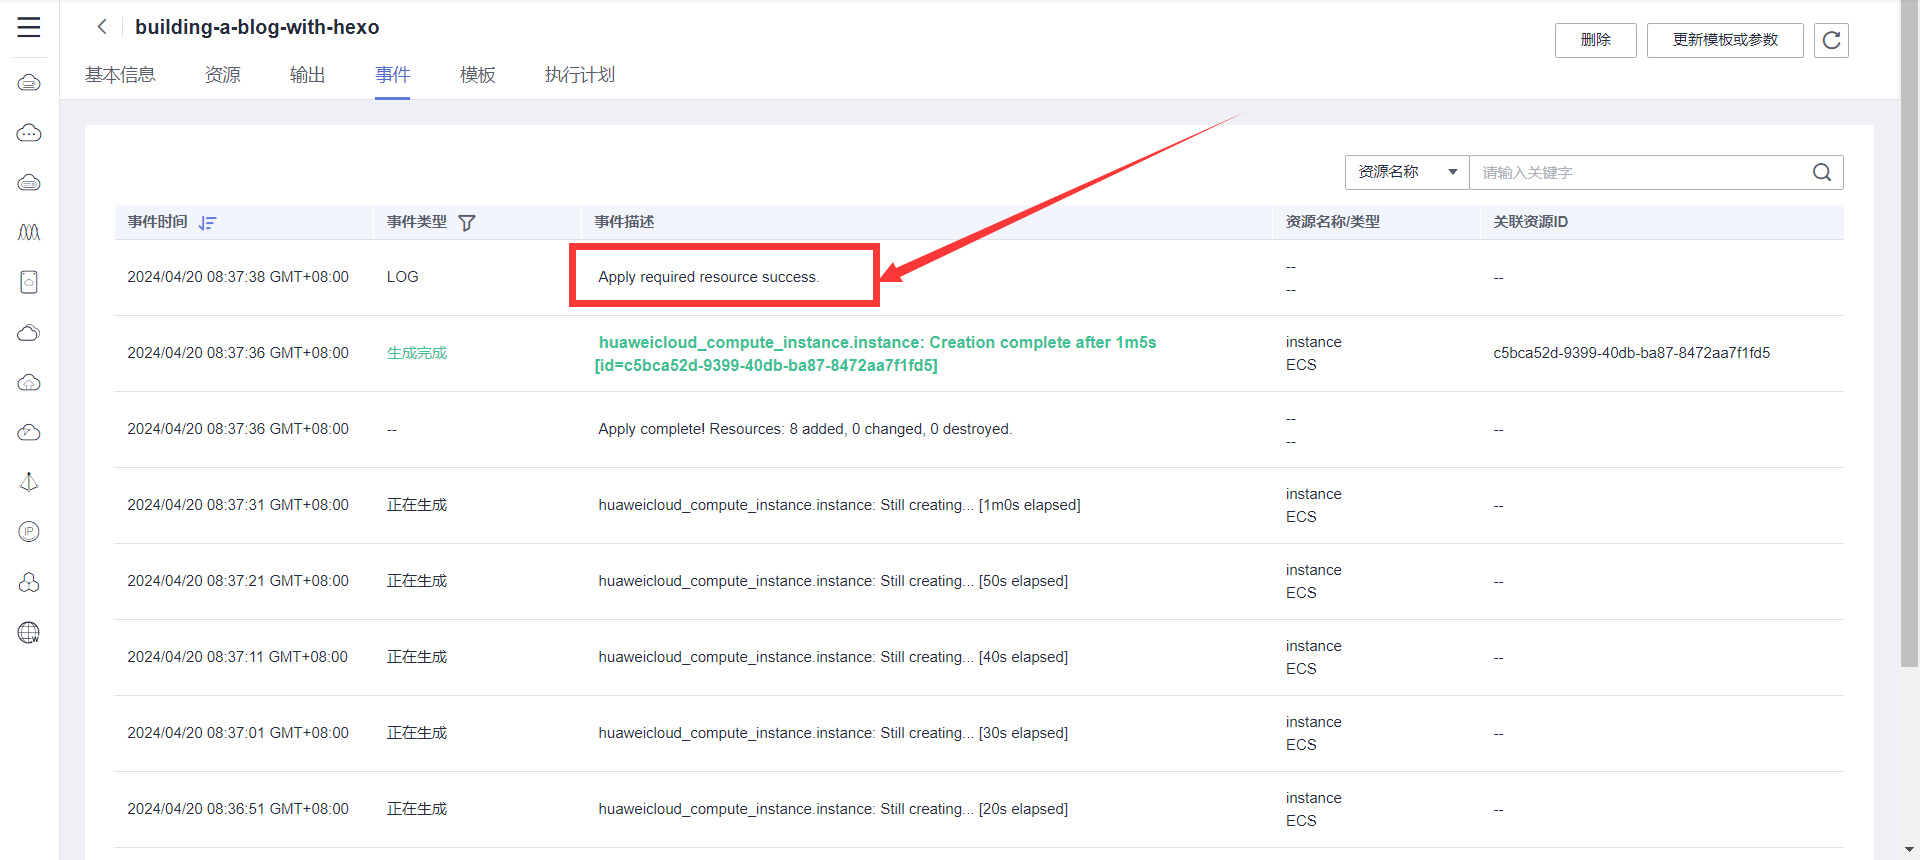 building-a-blog-with-hexo
删除
更新模板或参数
基本信息 资源 输出 事件 模板 执行计划
资源名称 请输入关键字
事件时间 事件类型 事件描述 资源名称/类型 关联资源ID
2024/04/20 08:37:38 GMT+08:00 LOG Apply required resource success. -- --
--
2024/04/20 08:37:36 GMT+08:00 生成完成 huaweicloud_compute_instance.instance: Creation complete after 1m5s
[id=c5bca52d-9399-40db-ba87-8472aa7f1fd5]
instance
ECS
c5bca52d-9399-40db-ba87-8472aa7f1fd5
2024/04/20 08:37:36 GMT+08:00 -- Apply complete! Resources: 8 added, 0 changed, 0 destroyed. -- --
--
2024/04/20 08:37:31 GMT+08:00 正在生成 huaweicloud_compute_instance.instance: Still creating... [1m0s elapsed] instance --
ECS
2024/04/20 08:37:21 GMT+08:00 正在生成 huaweicloud_compute_instance.instance: Still creating... [50s elapsed] instance --
ECS
2024/04/20 08:37:11 GMT+08:00 正在生成 huaweicloud_compute_instance.instance: Still creating... [40s elapsed] instance --
ECS
2024/04/20 08:37:01 GMT+08:00 正在生成 huaweicloud_compute_instance.instance: Still creating... [30s elapsed] instance --
ECS
2024/04/20 08:36:51 GMT+08:00 正在生成 huaweicloud_compute_instance.instance: Still creating... [20s elapsed] instance --
ECS
IP
W